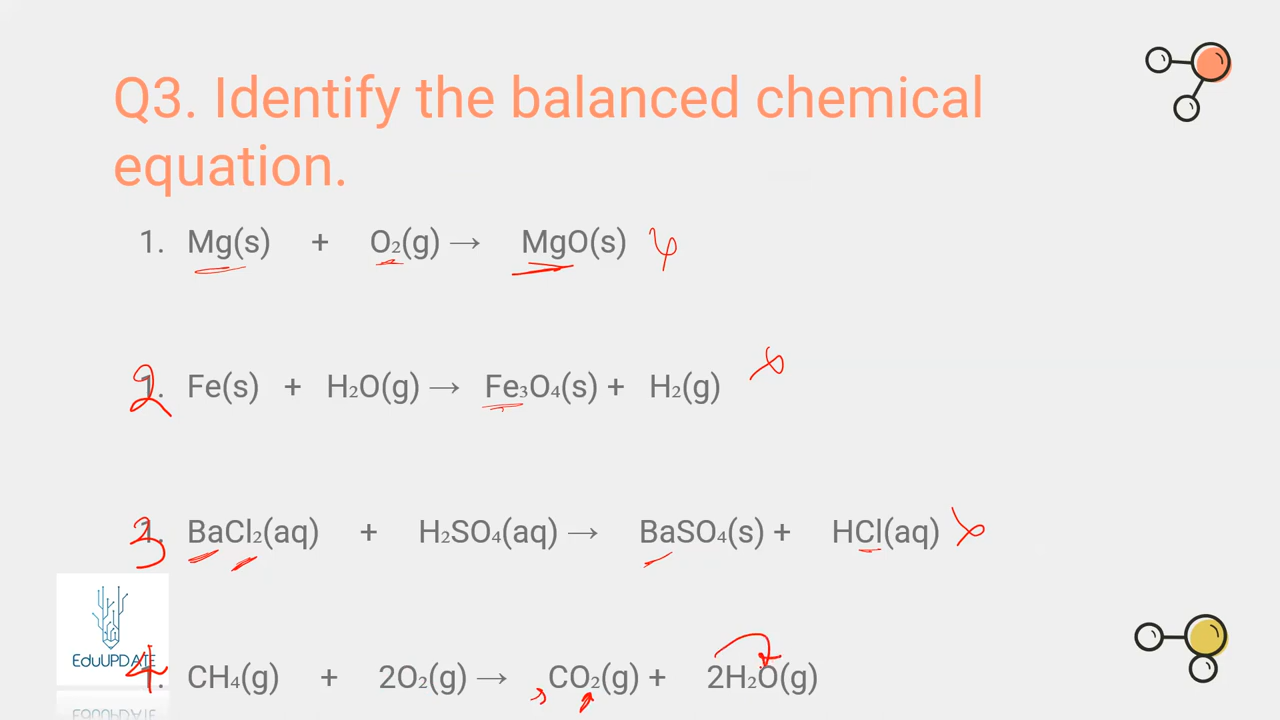 Q3. Identify the balanced chemical
equation.
1. Mg(s) + O₂(g) → MgO(s) x
2. Fe(s) + H₂O(g) → Fe₃O₄(s) + H₂(g) x
3. BaCl₂(aq) + H₂SO₄(aq) → BaSO₄(s) + HCl(aq) x
EduUPDATE
4. CH₄(g) + 2O₂(g) → CO₂(g) + 2H₂O(g)